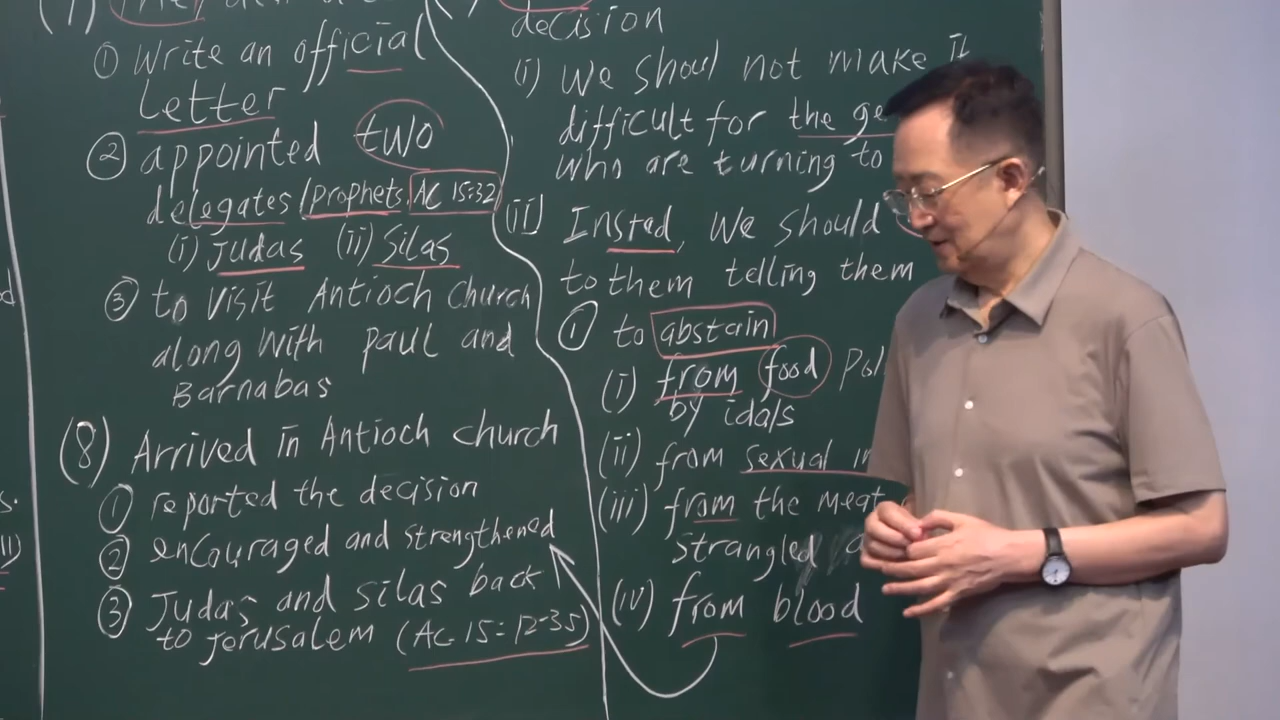 ① Write an official
Letter
② appointed two
delegates/prophets. AC 15:32
(i) Judas (ii) Silas
③ to visit Antioch Church
along with paul and
Barnabas
(8) Arrived in Antioch church
① reported the decision
② encouraged and strengthened
③ Judas and silas back
to Jerusalem (AC 15:12-35)
decision
(i) We shoul not make it
difficult for the ge
who are turning to
(ii) Insted, we should
to them telling them
① to abstain
(i) from food pol
by idals
(ii) from sexual im
(iii) from the meat
strangled a
(iv) from blood